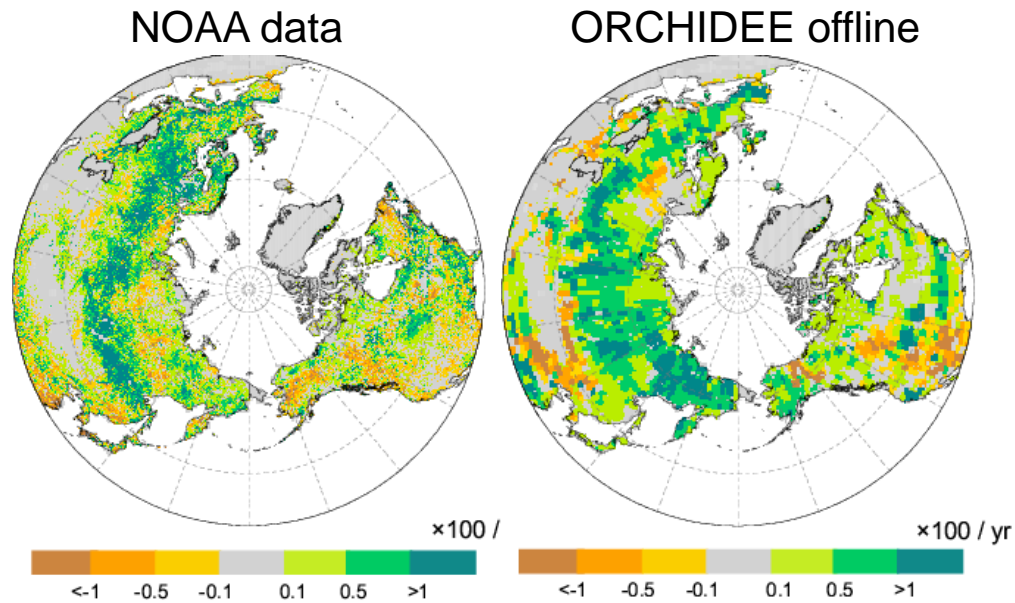 NOAA data
ORCHIDEE offline
×100 /
×100 / yr
<-1 -0.5 -0.1 0.1 0.5 >1
<-1 -0.5 -0.1 0.1 0.5 >1